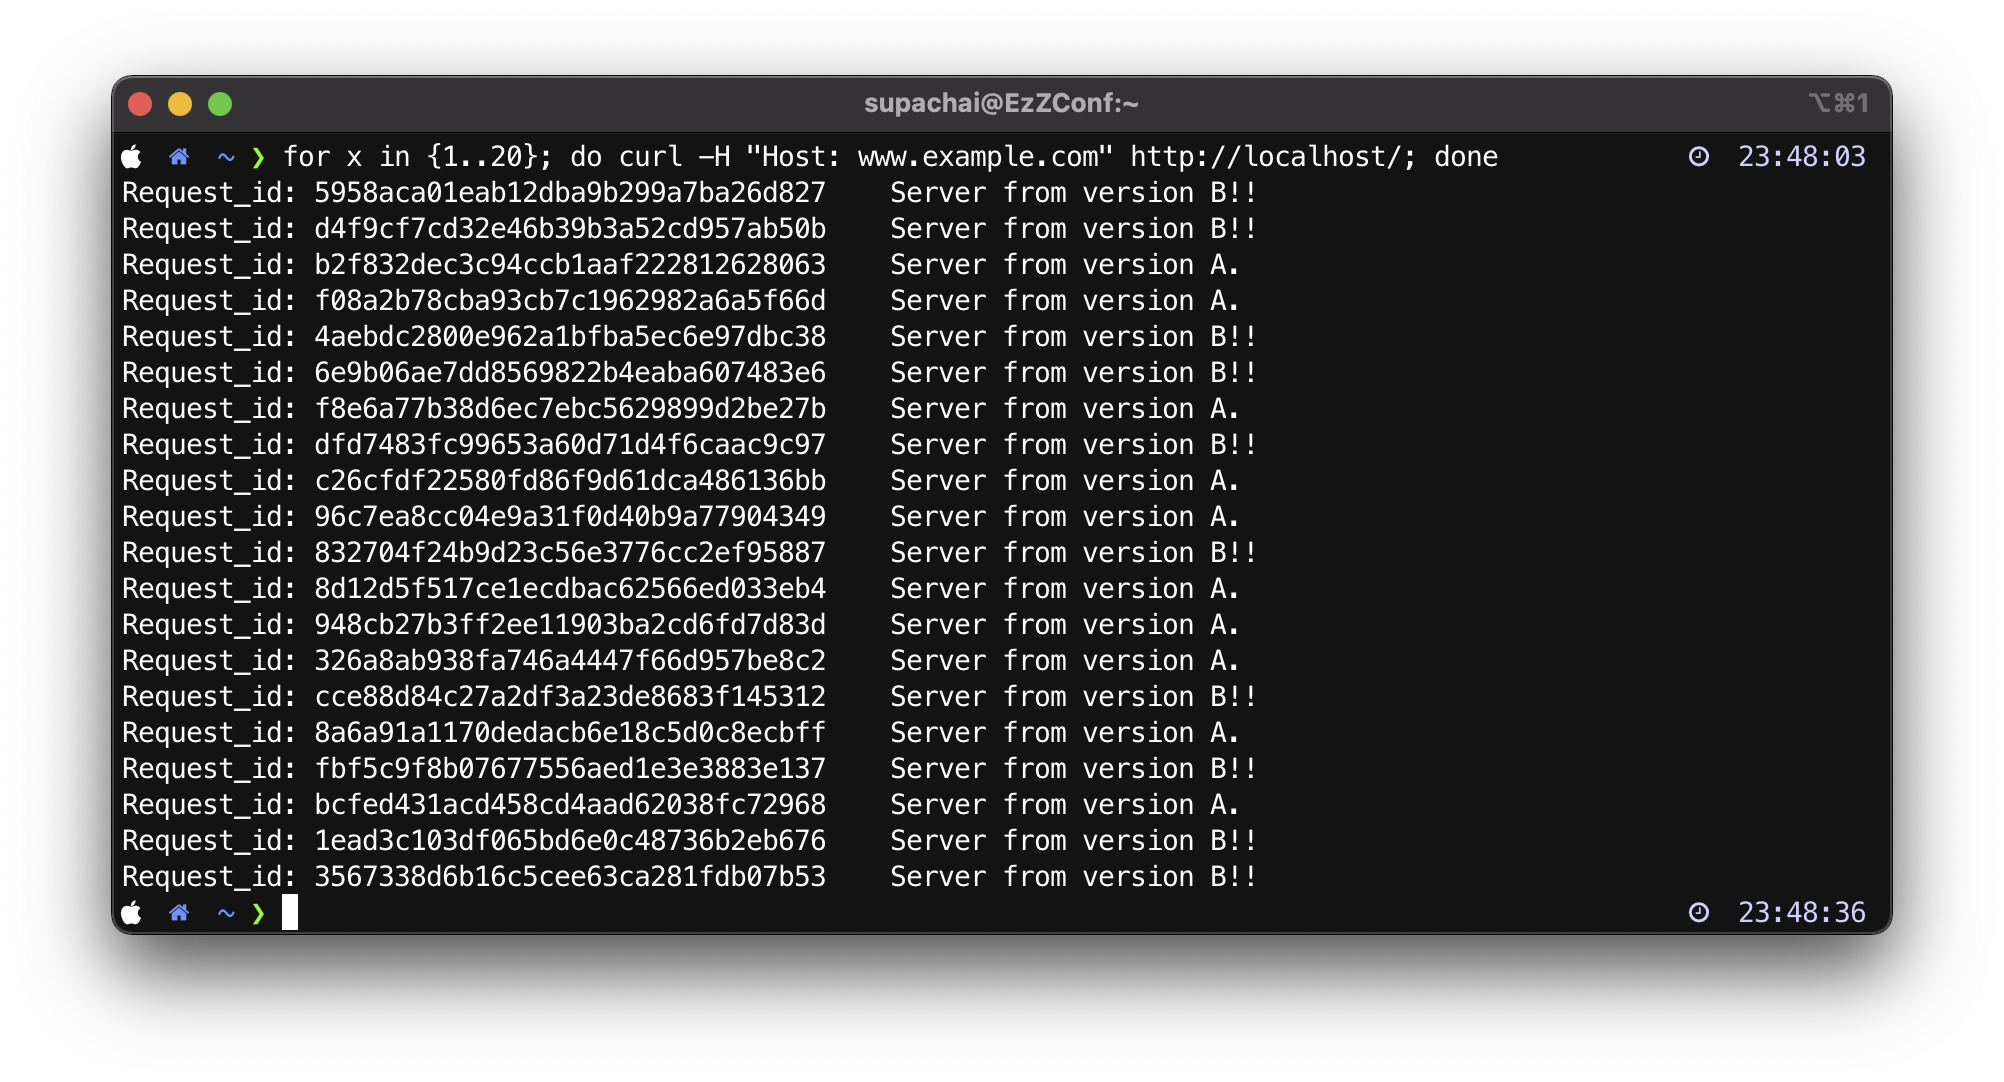 supachai@EzZConf:~ ⌥⌘1
~ ❯ for x in {1..20}; do curl -H "Host: www.example.com" http://localhost/; done 23:48:03
Request_id: 5958aca01eab12dba9b299a7ba26d827    Server from version B!!
Request_id: d4f9cf7cd32e46b39b3a52cd957ab50b    Server from version B!!
Request_id: b2f832dec3c94ccb1aaf222812628063    Server from version A.
Request_id: f08a2b78cba93cb7c1962982a6a5f66d    Server from version A.
Request_id: 4aebdc2800e962a1bfba5ec6e97dbc38    Server from version B!!
Request_id: 6e9b06ae7dd8569822b4eaba607483e6    Server from version B!!
Request_id: f8e6a77b38d6ec7ebc5629899d2be27b    Server from version A.
Request_id: dfd7483fc99653a60d71d4f6caac9c97    Server from version B!!
Request_id: c26cfdf22580fd86f9d61dca486136bb    Server from version A.
Request_id: 96c7ea8cc04e9a31f0d40b9a77904349    Server from version A.
Request_id: 832704f24b9d23c56e3776cc2ef95887    Server from version B!!
Request_id: 8d12d5f517ce1ecdbac62566ed033eb4    Server from version A.
Request_id: 948cb27b3ff2ee11903ba2cd6fd7d83d    Server from version A.
Request_id: 326a8ab938fa746a4447f66d957be8c2    Server from version A.
Request_id: cce88d84c27a2df3a23de8683f145312    Server from version B!!
Request_id: 8a6a91a1170dedacb6e18c5d0c8ecbff    Server from version A.
Request_id: fbf5c9f8b07677556aed1e3e3883e137    Server from version B!!
Request_id: bcfed431acd458cd4aad62038fc72968    Server from version A.
Request_id: 1ead3c103df065bd6e0c48736b2eb676    Server from version B!!
Request_id: 3567338d6b16c5cee63ca281fdb07b53    Server from version B!!
~ ❯ 23:48:36